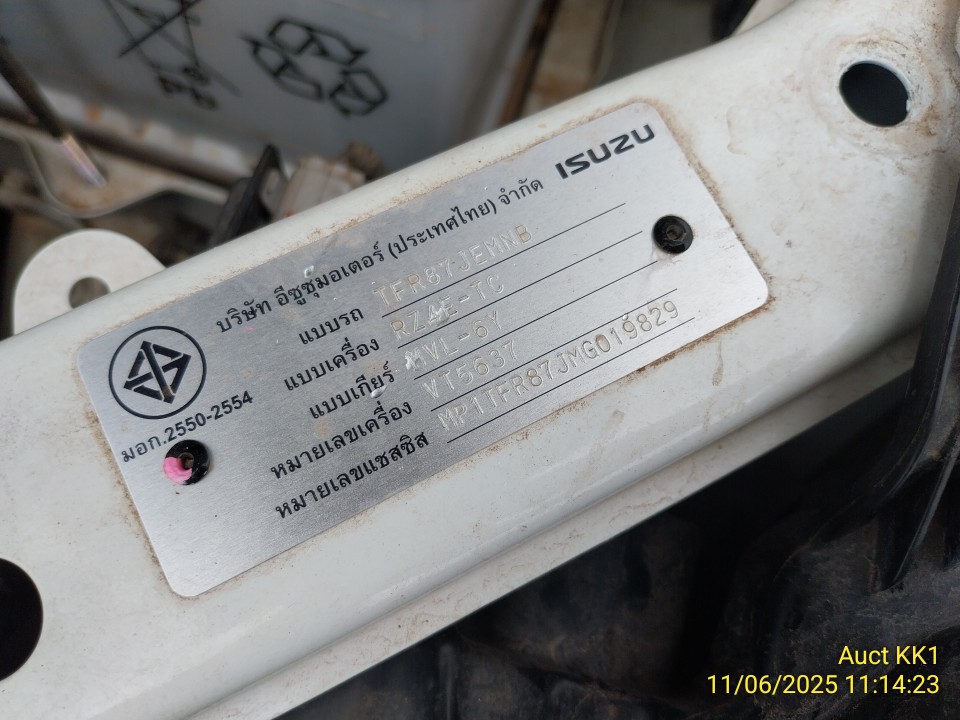 ISUZU
บริษัท อีซูซุมอเตอร์ (ประเทศไทย) จำกัด
แบบรถ TFR87JEMNB
แบบเครื่อง RZ4E-TC
แบบเกียร์ MVL-6Y
หมายเลขเครื่อง VT5637
หมายเลขแชสซิส MP1TFR87JMG019829
มอก.2550-2554
Auct KK1
11/06/2025 11:14:23